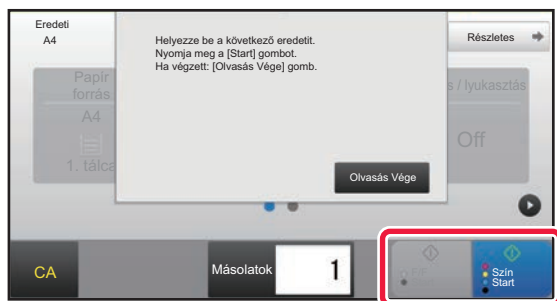 Eredeti
A4
Helyezze be a következő eredetit.
Nyomja meg a [Start] gombot.
Ha végzett: [Olvasás Vége] gomb.
Részletes
Papír
forrás
A4
1. tálca
s / lyukasztás
Off
Olvasás Vége
CA
Másolatok
1
Szín
Start